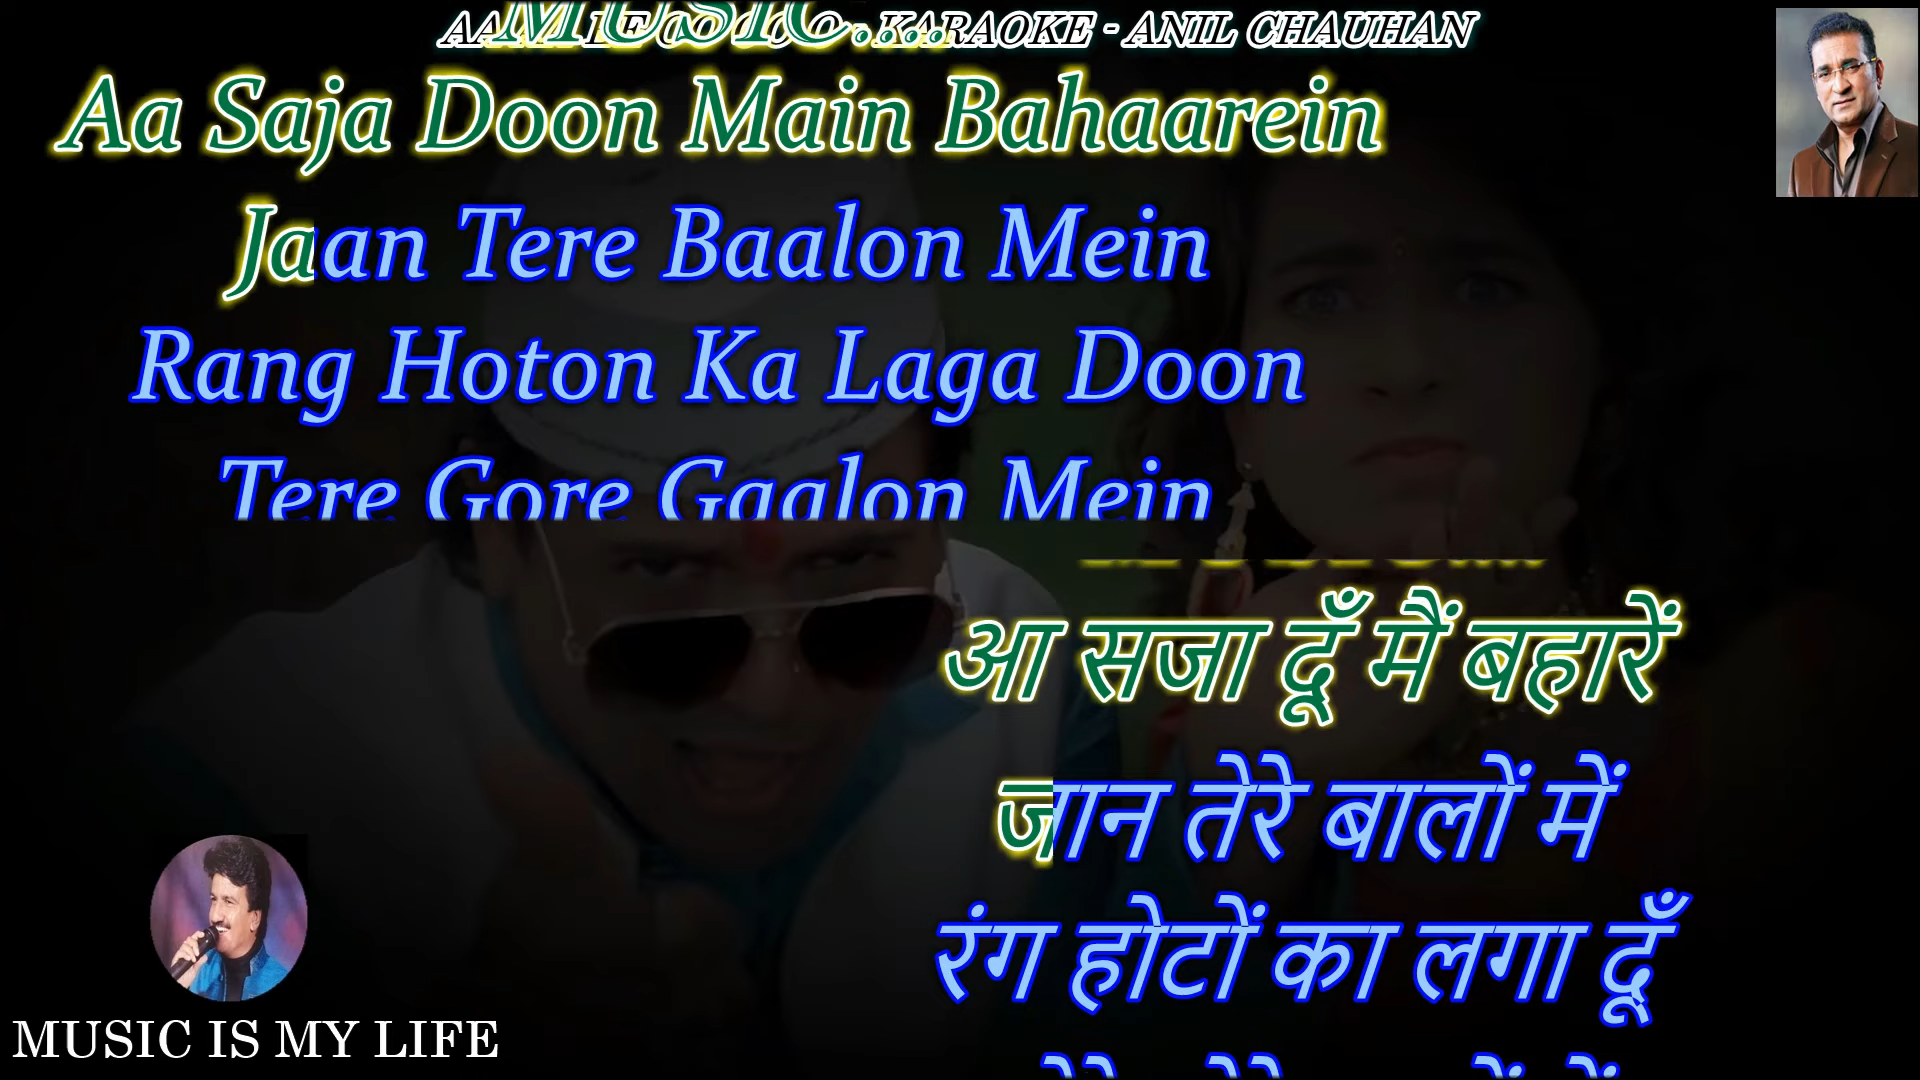 MUSIC....
KARAOKE - ANIL CHAUHAN
Aa Saja Doon Main Bahaarein
Jaan Tere Baalon Mein
Rang Hoton Ka Laga Doon
Tere Gore Gaalon Mein
आ सजा दूँ मैं बहारें
जान तेरे बालों में
रंग होटों का लगा दूँ
MUSIC IS MY LIFE